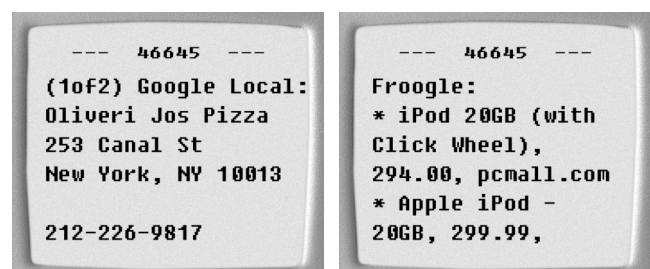 --- 46645 ---
(1of2) Google Local:
Oliveri Jos Pizza
253 Canal St
New York, NY 10013
212-226-9817
--- 46645 ---
Froogle:
* iPod 20GB (with
Click Wheel),
294.00, pcmall.com
* Apple iPod -
20GB, 299.99,